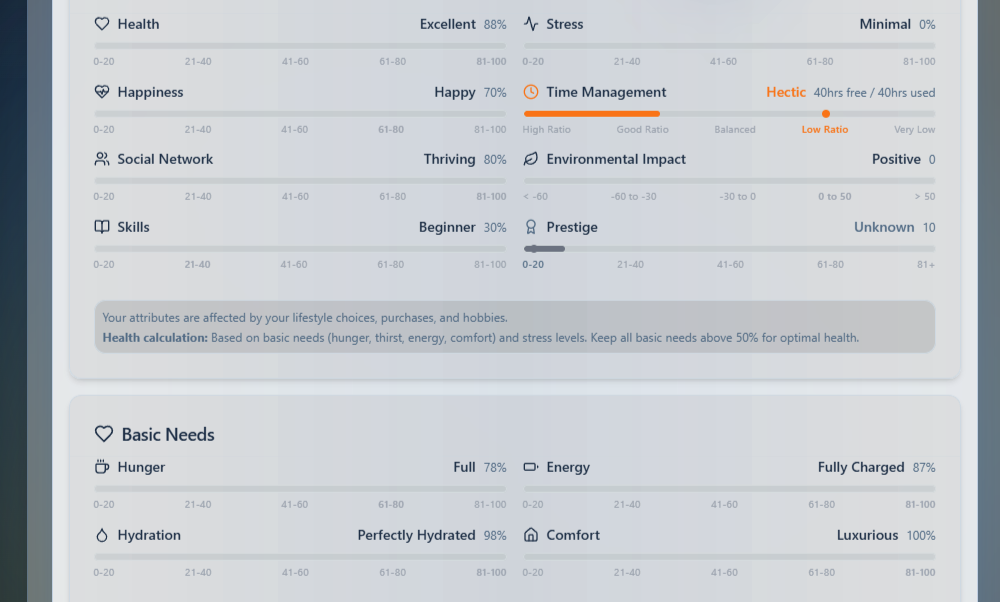 Health Excellent 88%
0-20 21-40 41-60 61-80 81-100
Stress Minimal 0%
0-20 21-40 41-60 61-80 81-100
Happiness Happy 70%
0-20 21-40 41-60 61-80 81-100
Time Management Hectic 40hrs free / 40hrs used
High Ratio Good Ratio Balanced Low Ratio Very Low
Social Network Thriving 80%
0-20 21-40 41-60 61-80 81-100
Environmental Impact Positive 0
< -60 -60 to -30 -30 to 0 0 to 50 > 50
Skills Beginner 30%
0-20 21-40 41-60 61-80 81-100
Prestige Unknown 10
0-20 21-40 41-60 61-80 81+
Your attributes are affected by your lifestyle choices, purchases, and hobbies.
Health calculation: Based on basic needs (hunger, thirst, energy, comfort) and stress levels. Keep all basic needs above 50% for optimal health.
Basic Needs
Hunger Full 78%
0-20 21-40 41-60 61-80 81-100
Energy Fully Charged 87%
0-20 21-40 41-60 61-80 81-100
Hydration Perfectly Hydrated 98%
0-20 21-40 41-60 61-80 81-100
Comfort Luxurious 100%
0-20 21-40 41-60 61-80 81-100